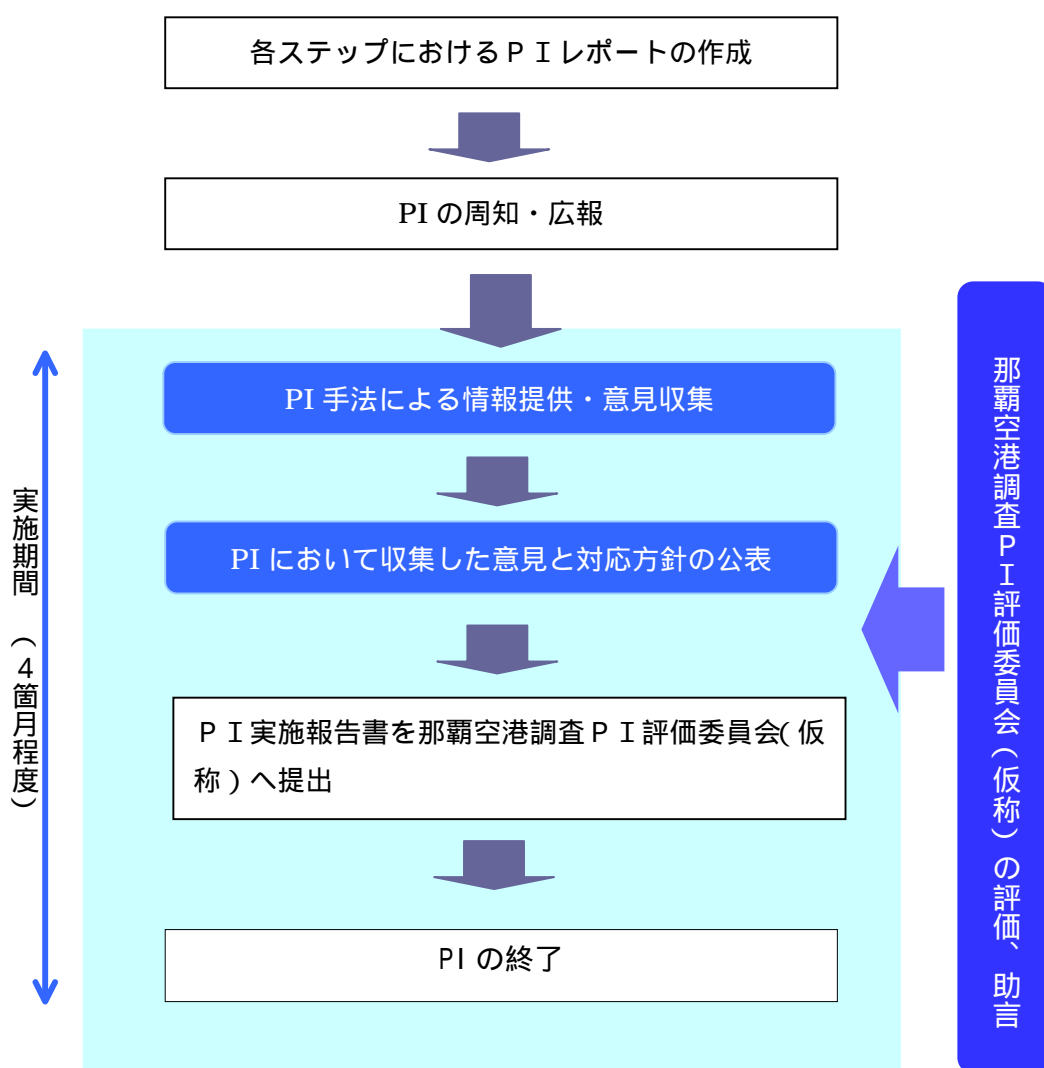 各ステップにおけるＰＩレポートの作成
PI の周知・広報
PI 手法による情報提供・意見収集
PI において収集した意見と対応方針の公表
ＰＩ実施報告書を那覇空港調査ＰＩ評価委員会（仮
称）へ提出
PI の終了
実施期間　（４箇月程度）
那覇空港調査ＰＩ評価委員会（仮称）の評価、助言